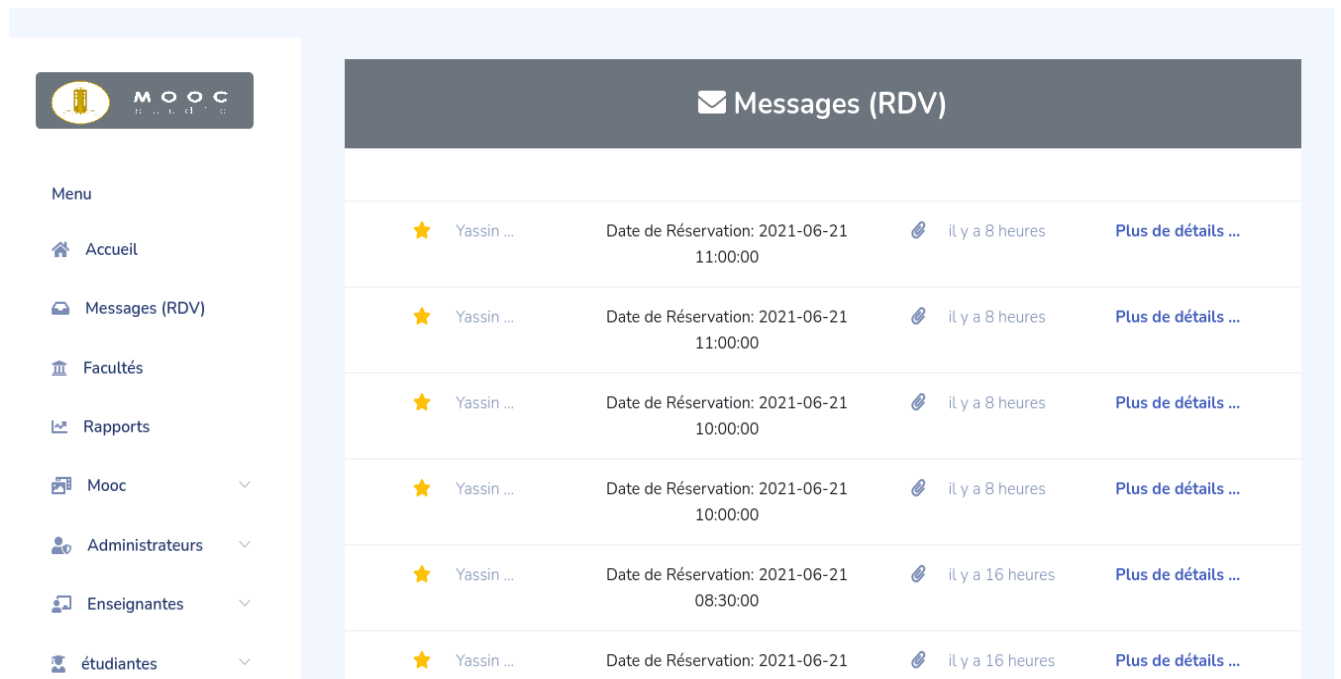 MOOC
Messages (RDV)
Menu
Accueil
Messages (RDV)
Facultés
Rapports
Mooc
Administrateurs
Enseignantes
étudiantes
Yassin ... Date de Réservation: 2021-06-21 il y a 8 heures Plus de détails ...
11:00:00
Yassin ... Date de Réservation: 2021-06-21 il y a 8 heures Plus de détails ...
11:00:00
Yassin ... Date de Réservation: 2021-06-21 il y a 8 heures Plus de détails ...
10:00:00
Yassin ... Date de Réservation: 2021-06-21 il y a 8 heures Plus de détails ...
10:00:00
Yassin ... Date de Réservation: 2021-06-21 il y a 16 heures Plus de détails ...
08:30:00
Yassin ... Date de Réservation: 2021-06-21 il y a 16 heures Plus de détails ...